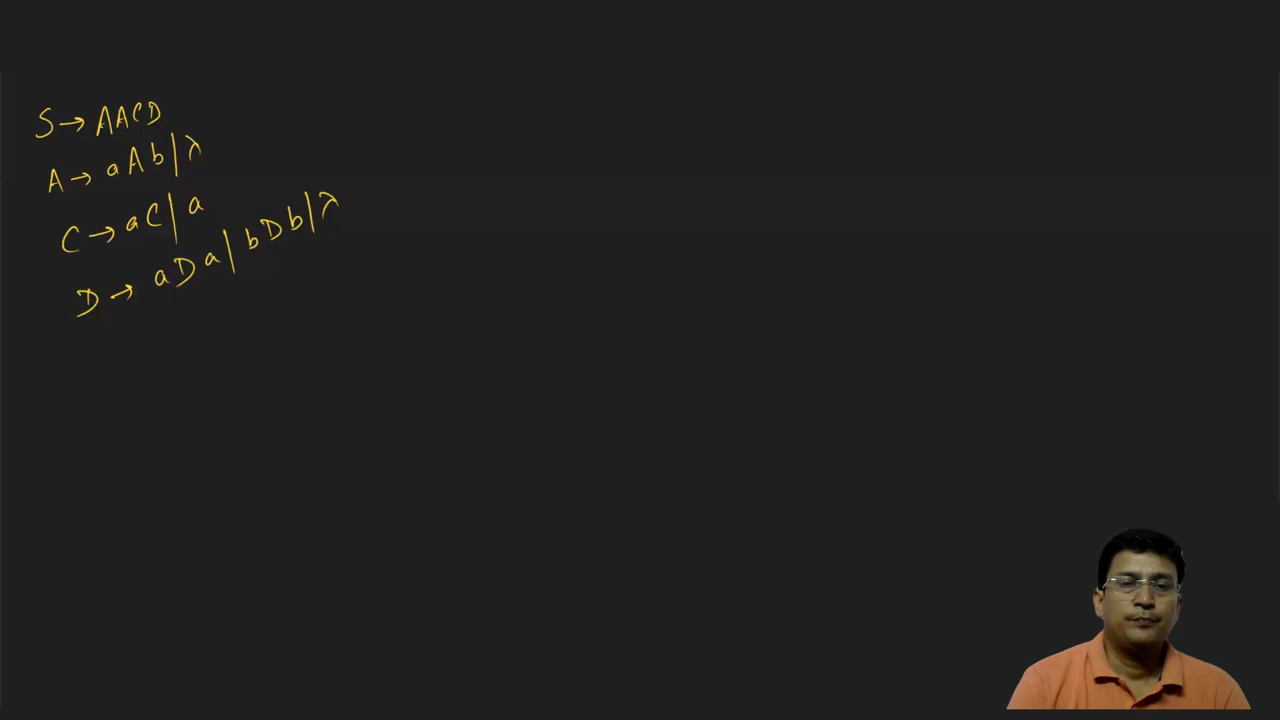 S → AACD
A → aAb | λ
C → aC | a
D → aDa | bDb | λ